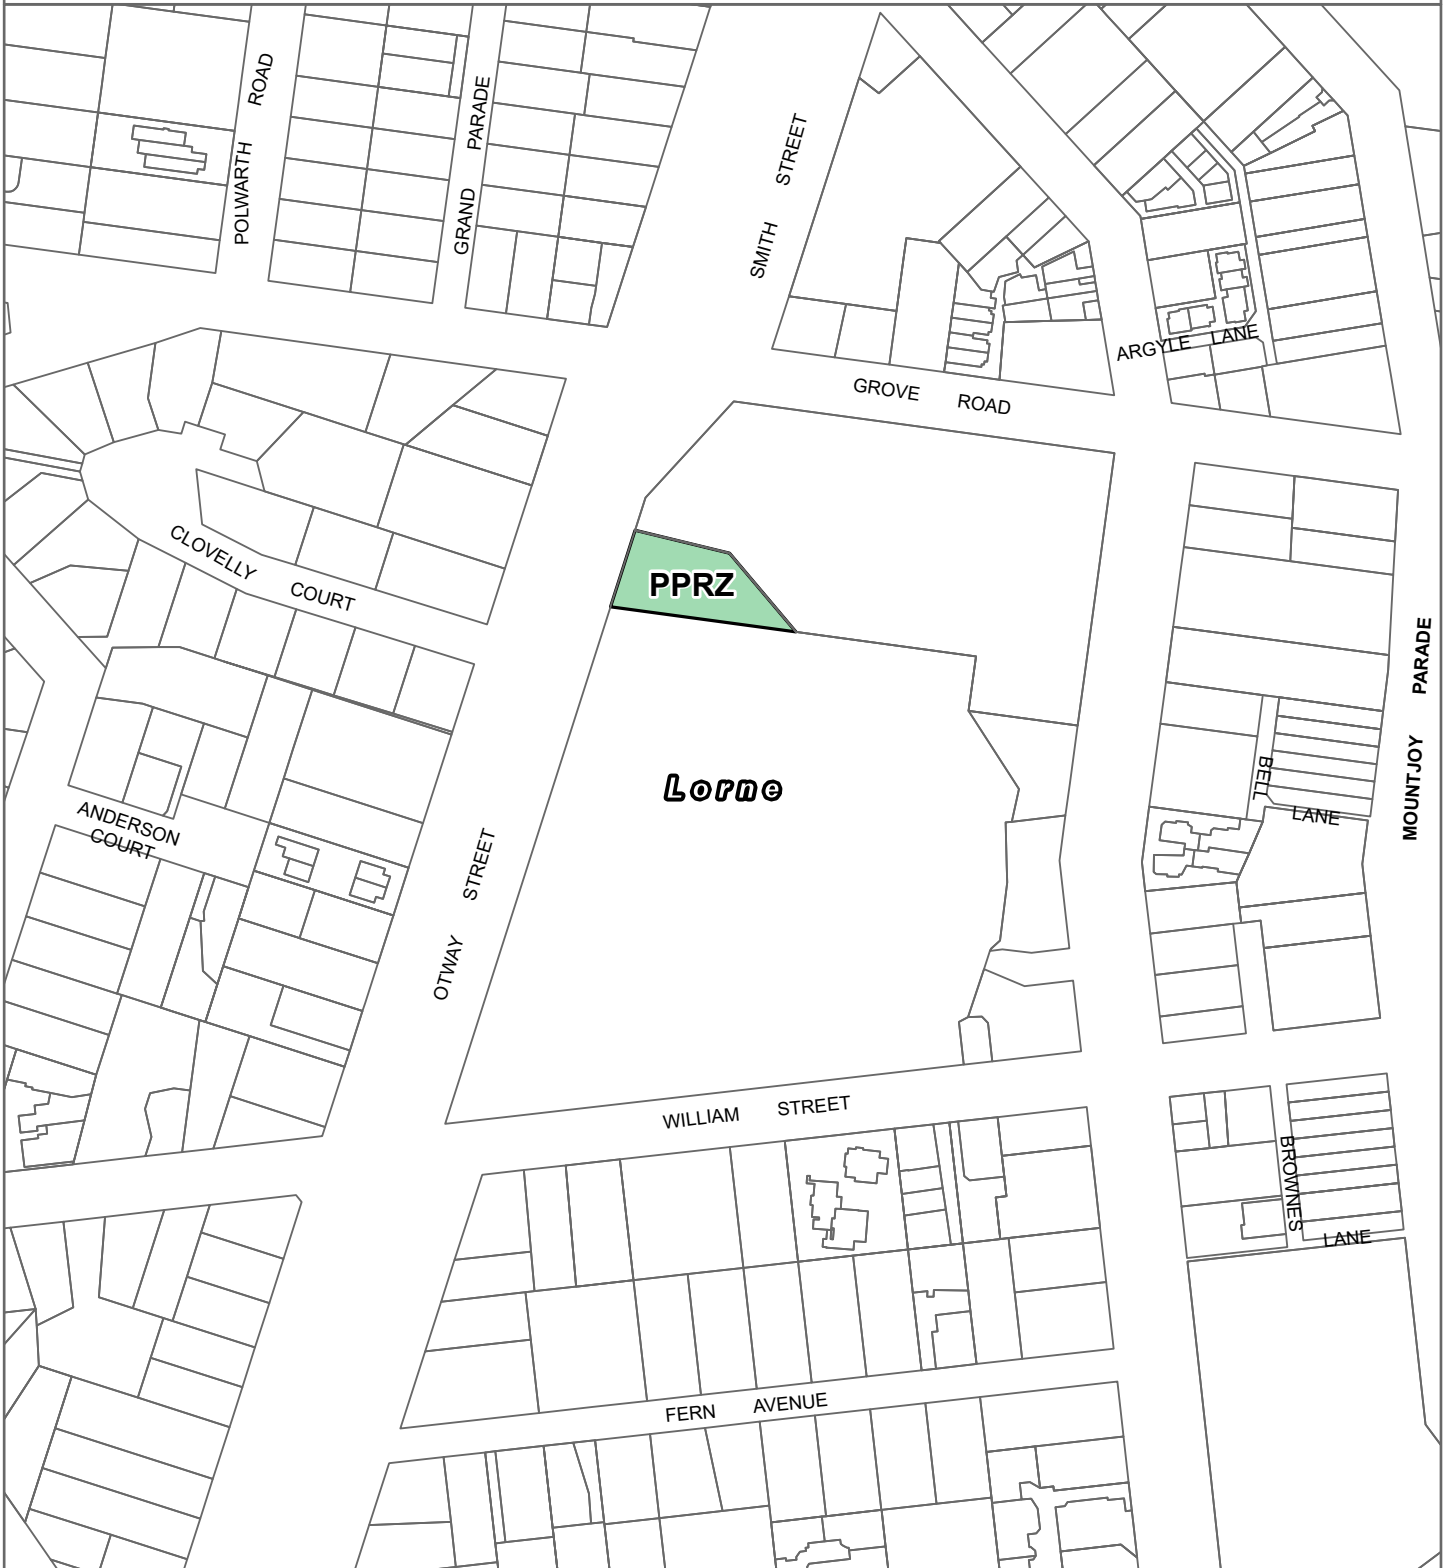 POLWARTH ROAD
GRAND PARADE
SMITH STREET
ARGYLE LANE
GROVE ROAD
CLOVELLY COURT
PPRZ
MOUNTJOY PARADE
BELL LANE
Lorne
ANDERSON
COURT
OTWAY STREET
WILLIAM STREET
BROWNES LANE
FERN AVENUE